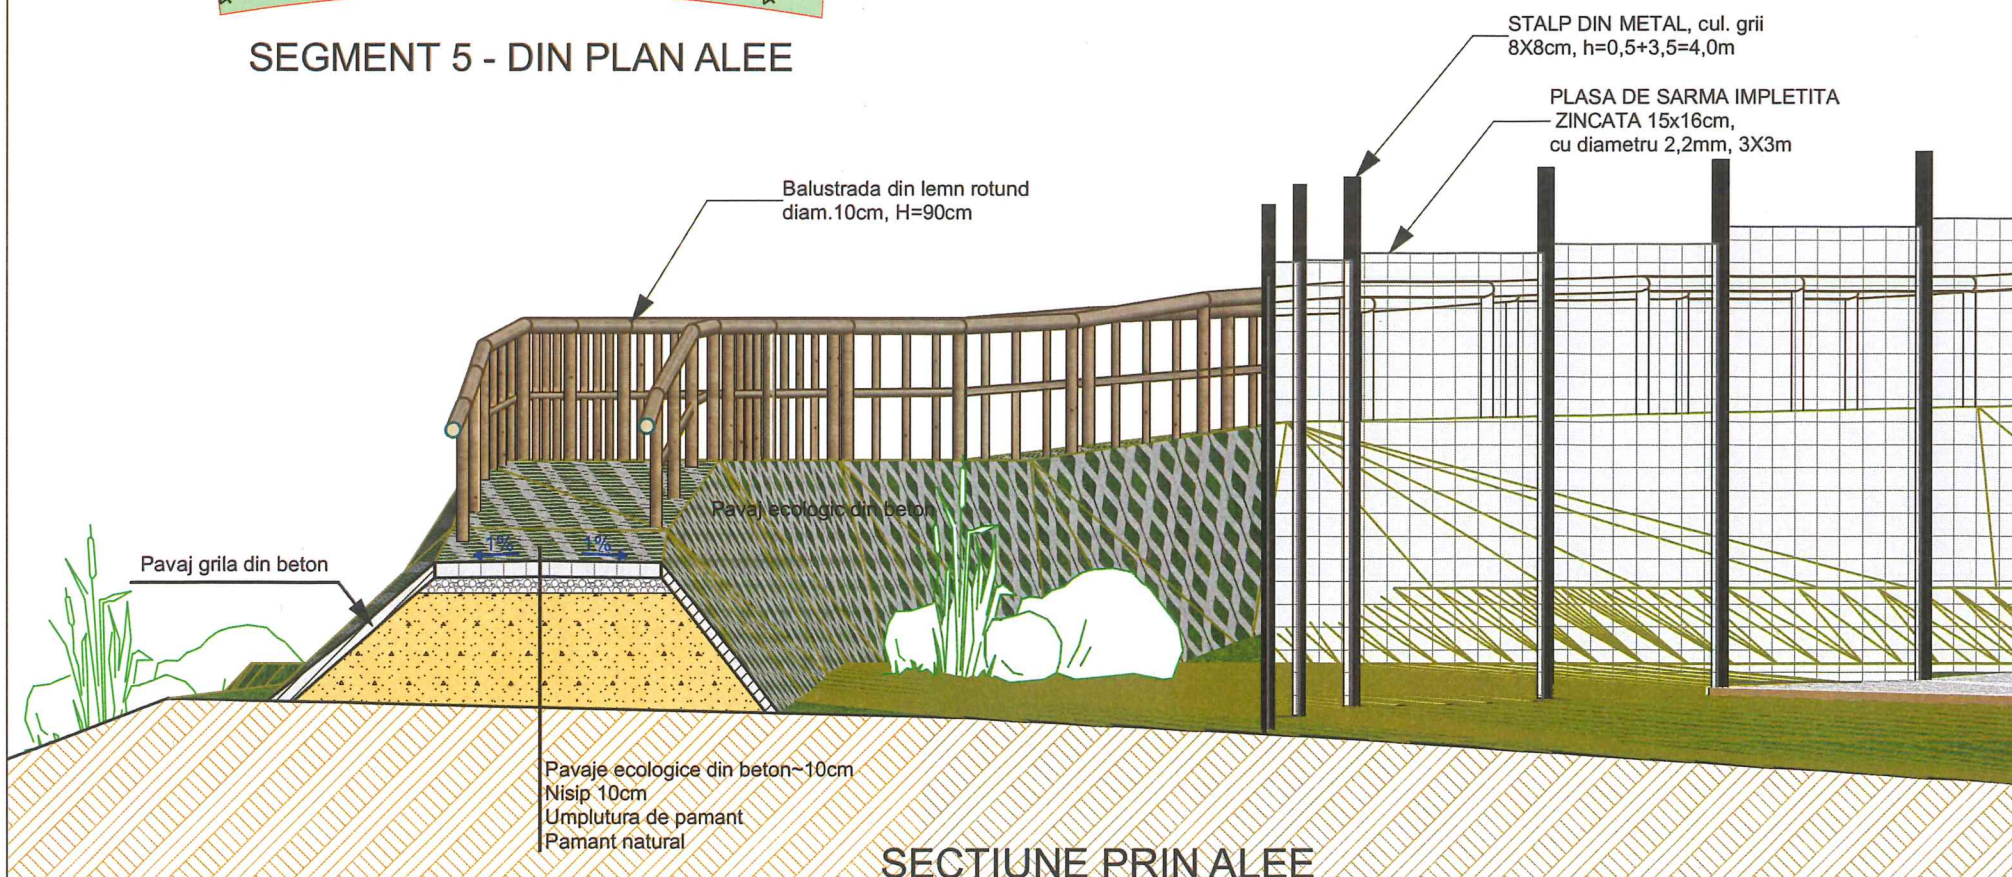 SEGMENT 5 - DIN PLAN ALEE
STALP DIN METAL, cul. grii
8X8cm, h=0,5+3,5=4,0m
PLASA DE SARMA IMPLETITA
ZINCATA 15x16cm,
cu diametru 2,2mm, 3X3m
Balustrada din lemn rotund
diam.10cm, H=90cm
Pavaj ecologic din beton
1% 1%
Pavaj grila din beton
Pavaje ecologice din beton~10cm
Nisip 10cm
Umplutura de pamant
Pamant natural
SECTIUNE PRIN ALEE